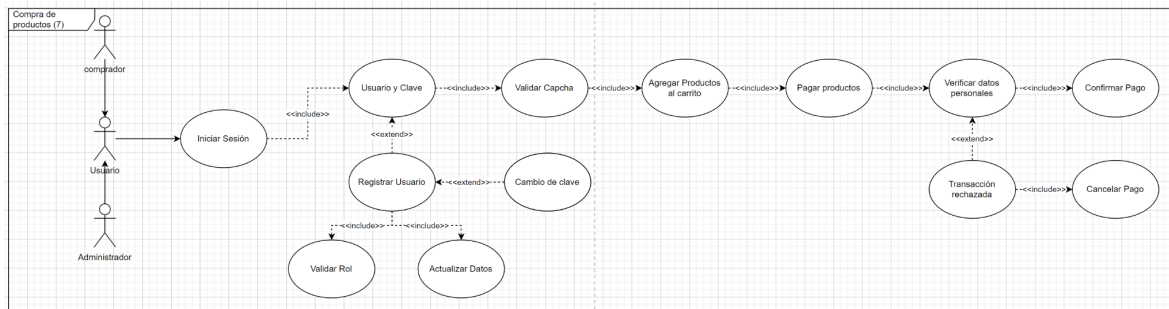 Compra de
productos (7)
comprador
Usuario
Administrador
Iniciar Sesión
<<include>>
Usuario y Clave
<<include>>
Validar Capcha
<<include>>
Agregar Productos
al carrito
<<include>>
Pagar productos
<<include>>
Verificar datos
personales
<<include>>
Confirmar Pago
<<extend>>
Registrar Usuario
<<extend>>
Cambio de clave
<<include>>
<<include>>
Validar Rol
Actualizar Datos
<<extend>>
Transacción
rechazada
<<include>>
Cancelar Pago